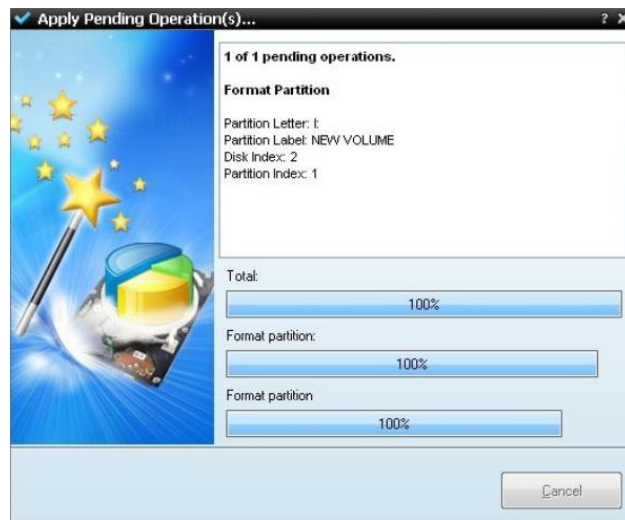 Apply Pending Operation(s)...
1 of 1 pending operations.
Format Partition
Partition Letter: I:
Partition Label: NEW VOLUME
Disk Index: 2
Partition Index: 1
Total:
100%
Format partition:
100%
Format partition
100%
Cancel